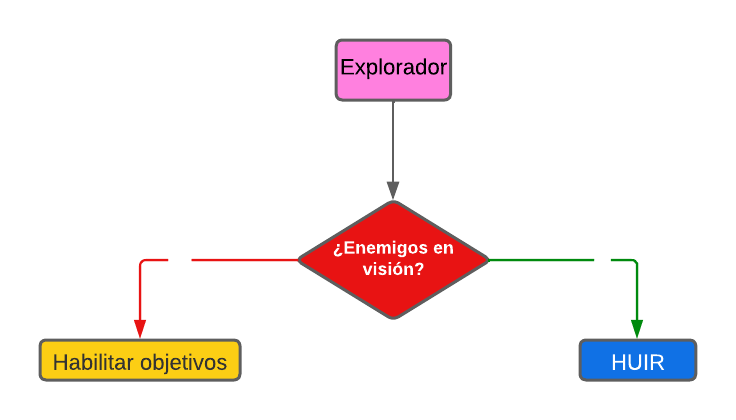 Explorador
¿Enemigos en
visión?
Habilitar objetivos
HUIR